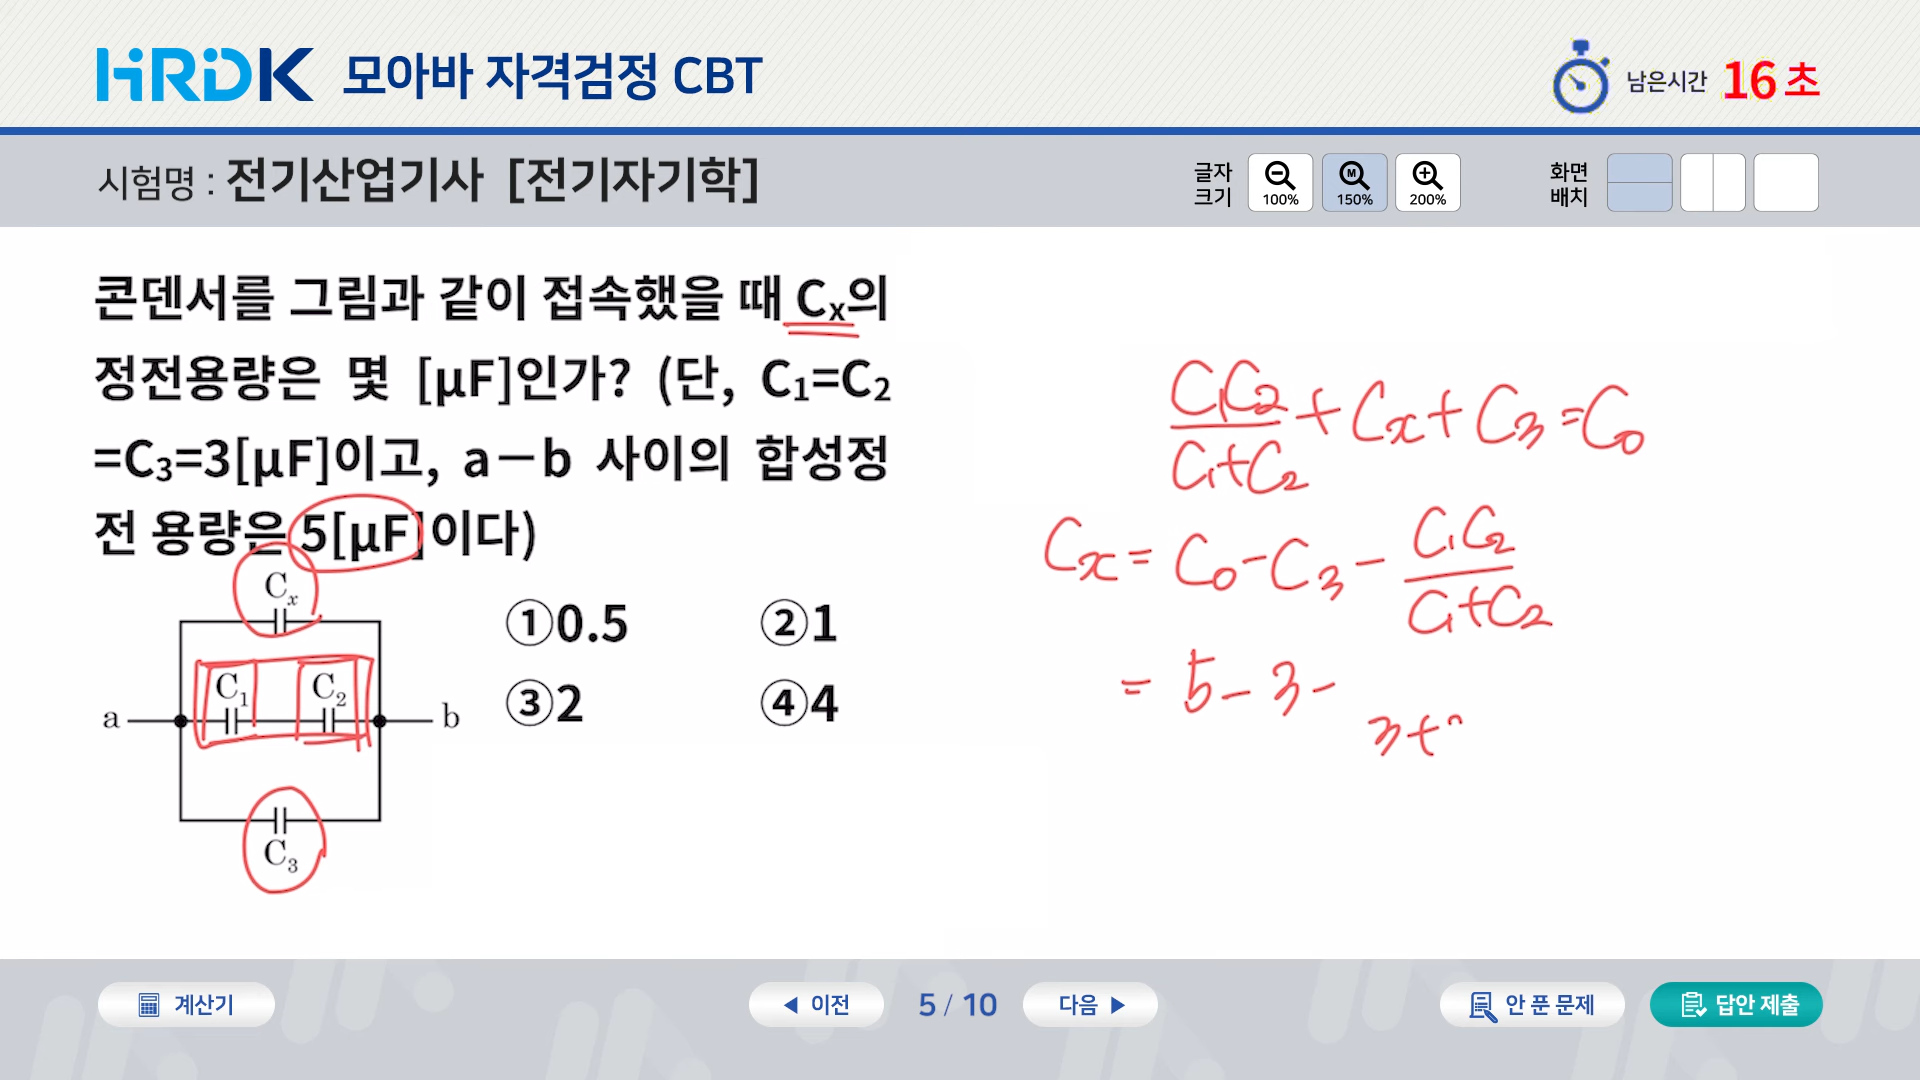 HRDK 모아바 자격검정 CBT
남은시간 16 초
시험명 : 전기산업기사 [전기자기학]
글자 크기
100%
M 150%
200%
화면 배치
콘덴서를 그림과 같이 접속했을 때 Cₓ의
정전용량은 몇 [μF]인가? (단, C₁=C₂
=C₃=3[μF]이고, a－b 사이의 합성정
전 용량은 5[μF]이다)
Cₓ
C₁ C₂
a b
C₃
①0.5 ②1
③2 ④4
C₁C₂/C₁+C₂ + Cx + C₃ = C₀
Cx = C₀ - C₃ - C₁C₂/C₁+C₂
= 5 - 3 -
3+
계산기
◀ 이전
5 / 10
다음 ▶
안 푼 문제
답안 제출